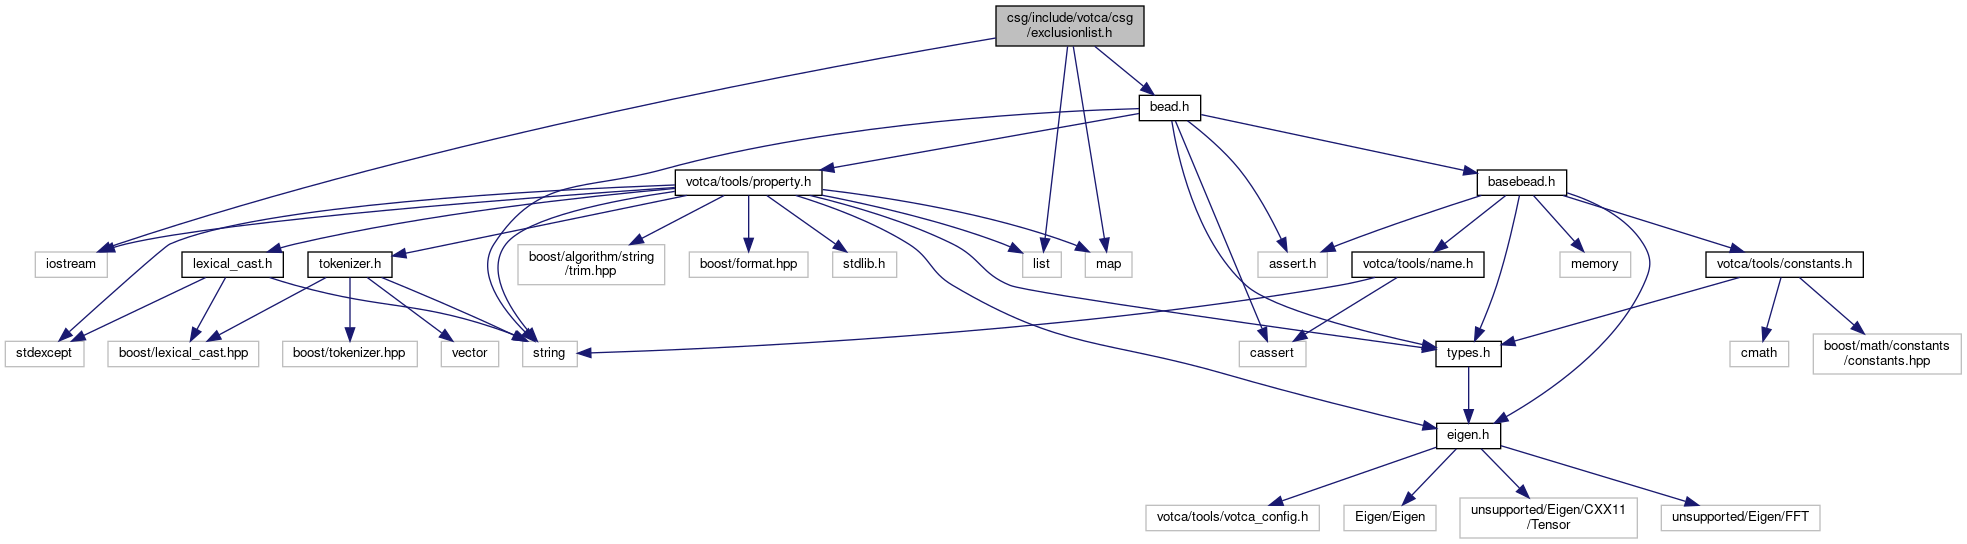 csg/include/votca/csg
/exclusionlist.h
bead.h
votca/tools/property.h
basebead.h
iostream
lexical_cast.h
tokenizer.h
boost/algorithm/string
/trim.hpp
boost/format.hpp
stdlib.h
list
map
assert.h
votca/tools/name.h
memory
votca/tools/constants.h
stdexcept
boost/lexical_cast.hpp
boost/tokenizer.hpp
vector
string
cassert
types.h
cmath
boost/math/constants
/constants.hpp
eigen.h
votca/tools/votca_config.h
Eigen/Eigen
unsupported/Eigen/CXX11
/Tensor
unsupported/Eigen/FFT